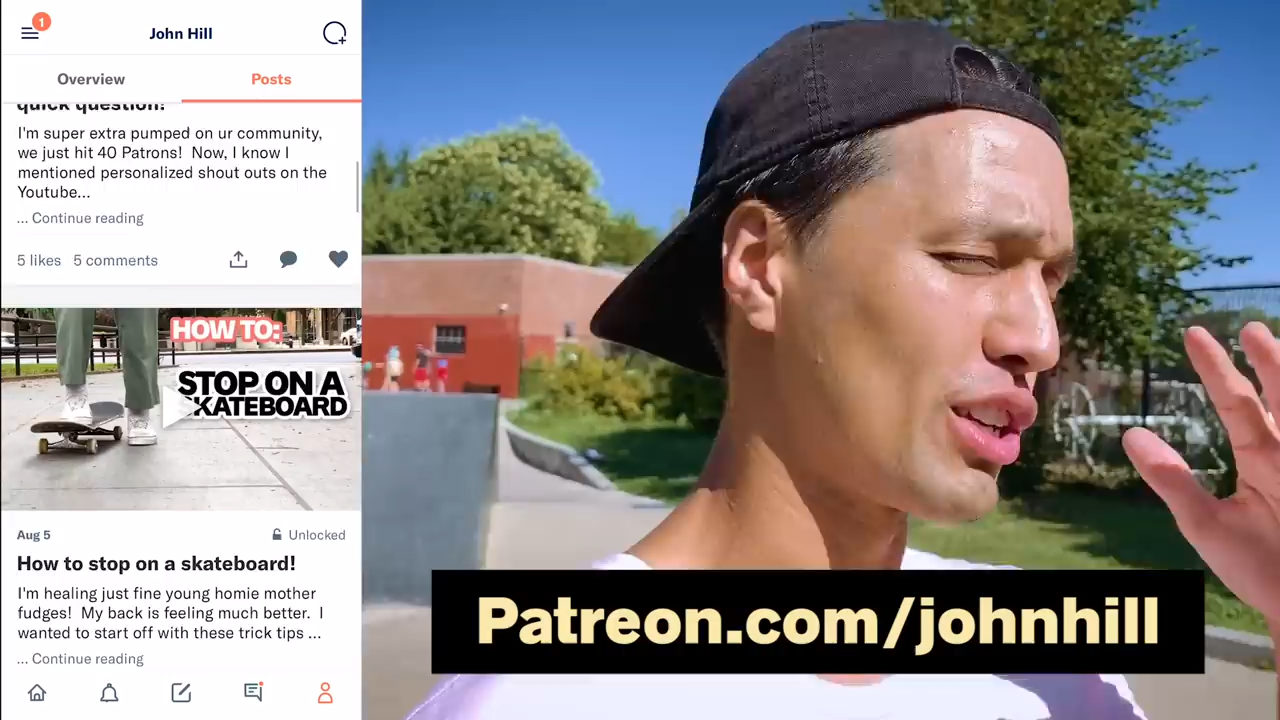 1
John Hill
Overview
Posts
quick question!
I'm super extra pumped on ur community,
we just hit 40 Patrons!  Now, I know I
mentioned personalized shout outs on the
Youtube...
... Continue reading
5 likes
5 comments
HOW TO:
STOP ON A
SKATEBOARD
Aug 5
Unlocked
How to stop on a skateboard!
I'm healing just fine young homie mother
fudges!  My back is feeling much better.  I
wanted to start off with these trick tips ...
... Continue reading
Patreon.com/johnhill